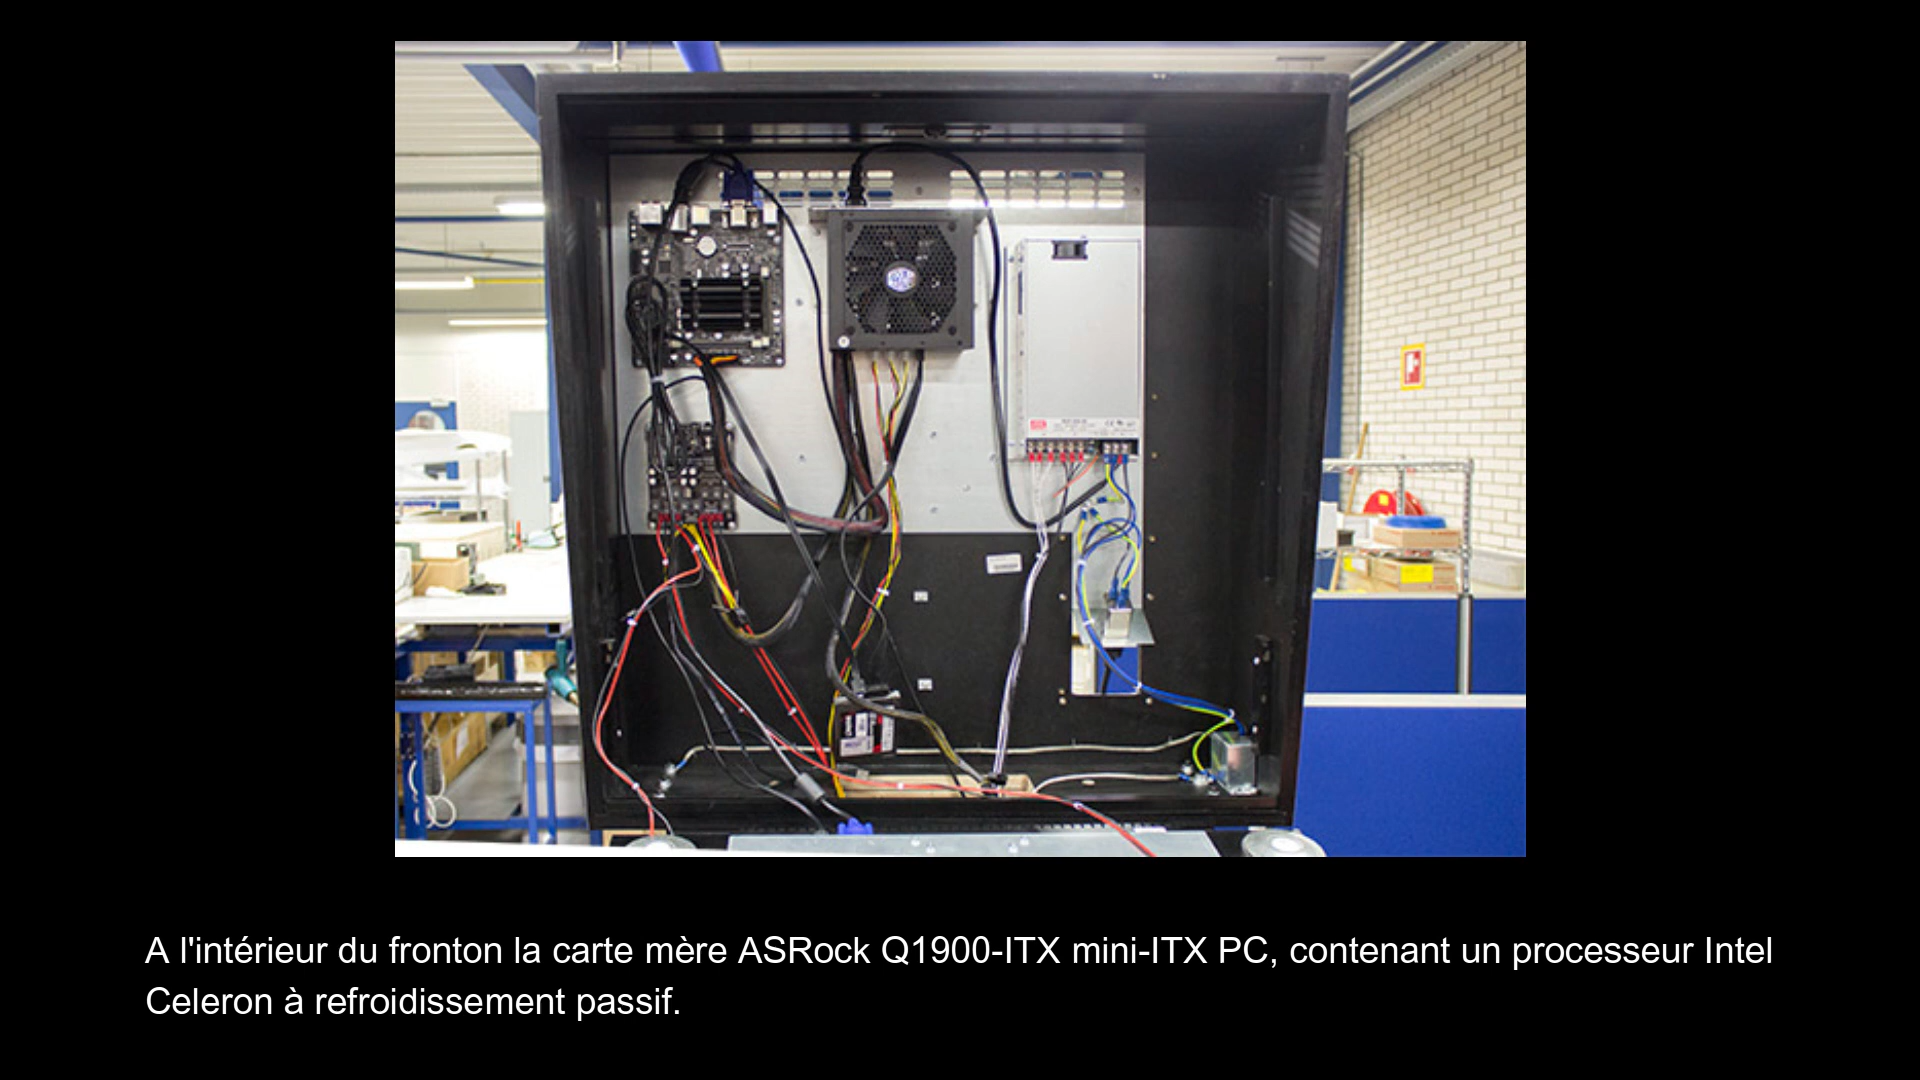 A l'intérieur du fronton la carte mère ASRock Q1900-ITX mini-ITX PC, contenant un processeur Intel
Celeron à refroidissement passif.